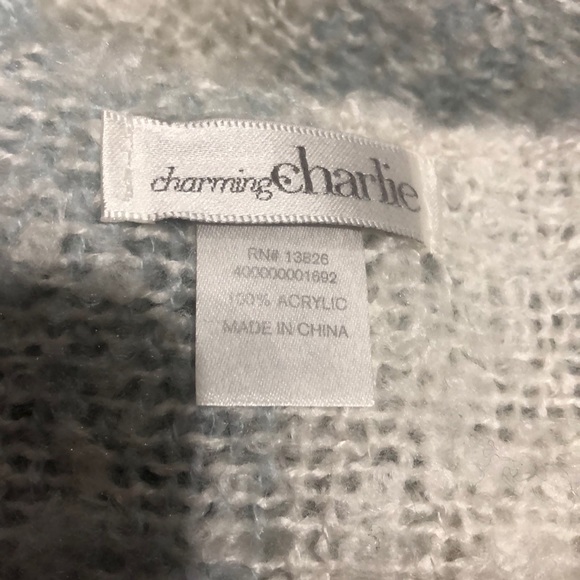 charming charlie
RN# 13826
400000001692
100% ACRYLIC
MADE IN CHINA